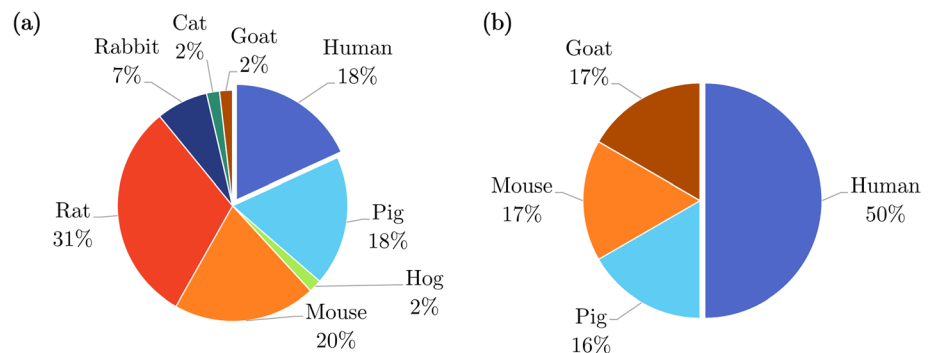 (a)
Cat
2%
Goat
2%
Human
18%
Rabbit
7%
Rat
31%
Pig
18%
Hog
2%
Mouse
20%
(b)
Goat
17%
Mouse
17%
Human
50%
Pig
16%